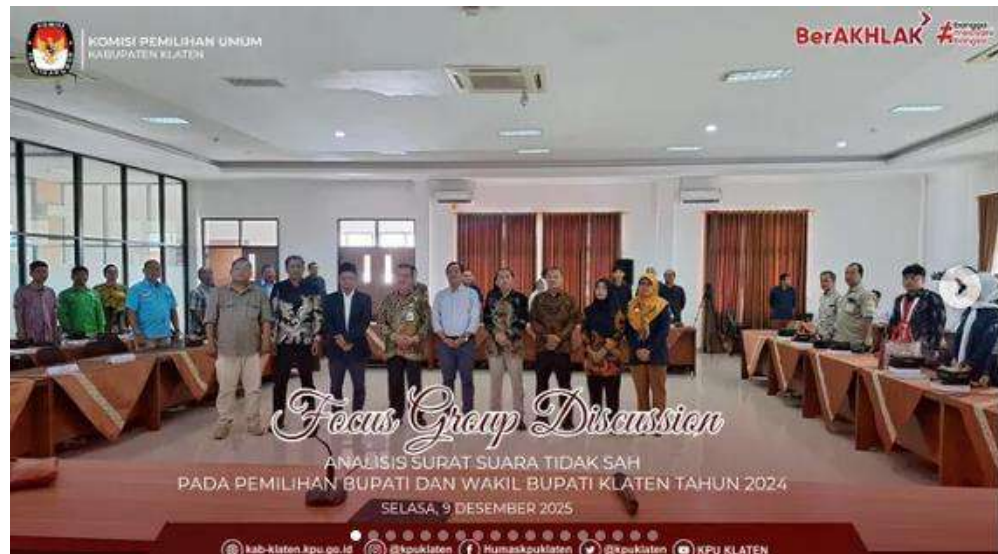 KOMISI PEMILIHAN UMUM
KABUPATEN KLATEN
BerAKHLAK
#bangga
Focus Group Discussion
ANALISIS SURAT SUARA TIDAK SAH
PADA PEMILIHAN BUPATI DAN WAKIL BUPATI KLATEN TAHUN 2024
SELASA, 9 DESEMBER 2025
kab-klaten.kpu.go.id @kpuklaten Humaskpuklaten @kpuklaten KPU KLATEN